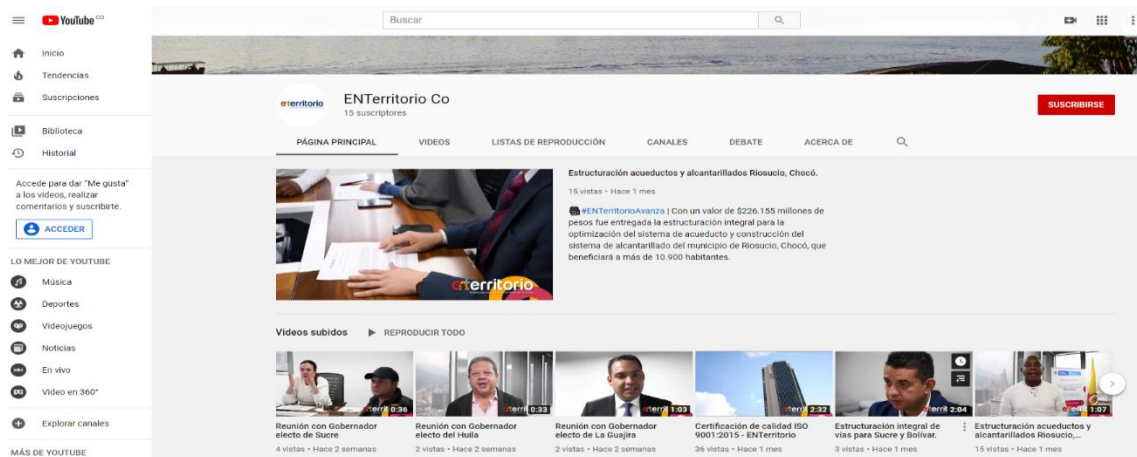 YouTube CO
Buscar
Inicio
Tendencias
Suscripciones
Biblioteca
Historial
Accede para dar "Me gusta"
a los videos, realizar
comentarios y suscribirte.
ACCEDER
LO MEJOR DE YOUTUBE
Música
Deportes
Videojuegos
Noticias
En vivo
Video en 360°
Explorar canales
MÁS DE YOUTUBE
enterritorio
ENTerritorio Co
15 suscriptores
SUSCRIBIRSE
PÁGINA PRINCIPAL
VIDEOS
LISTAS DE REPRODUCCIÓN
CANALES
DEBATE
ACERCA DE
enterritorio
Estructuración acueductos y alcantarillados Riosucio, Chocó.
15 vistas • Hace 1 mes
#ENTerritorioAvanza | Con un valor de $226,155 millones de
pesos fue entregada la estructuración integral para la
optimización del sistema de acueducto y construcción del
sistema de alcantarillado del municipio de Riosucio, Chocó, que
beneficiará a más de 10.900 habitantes.
Videos subidos
REPRODUCIR TODO
0:36
Reunión con Gobernador
electo de Sucre
4 vistas • Hace 2 semanas
0:33
Reunión con Gobernador
electo del Huila
2 vistas • Hace 2 semanas
1:03
Reunión con Gobernador
electo de La Guajira
2 vistas • Hace 2 semanas
2:32
Certificación de calidad ISO
9001:2015 - ENTerritorio
36 vistas • Hace 1 mes
2:04
Estructuración integral de
vías para Sucre y Bolívar.
3 vistas • Hace 1 mes
1:07
Estructuración acueductos y
alcantarillados Riosucio,...
15 vistas • Hace 1 mes